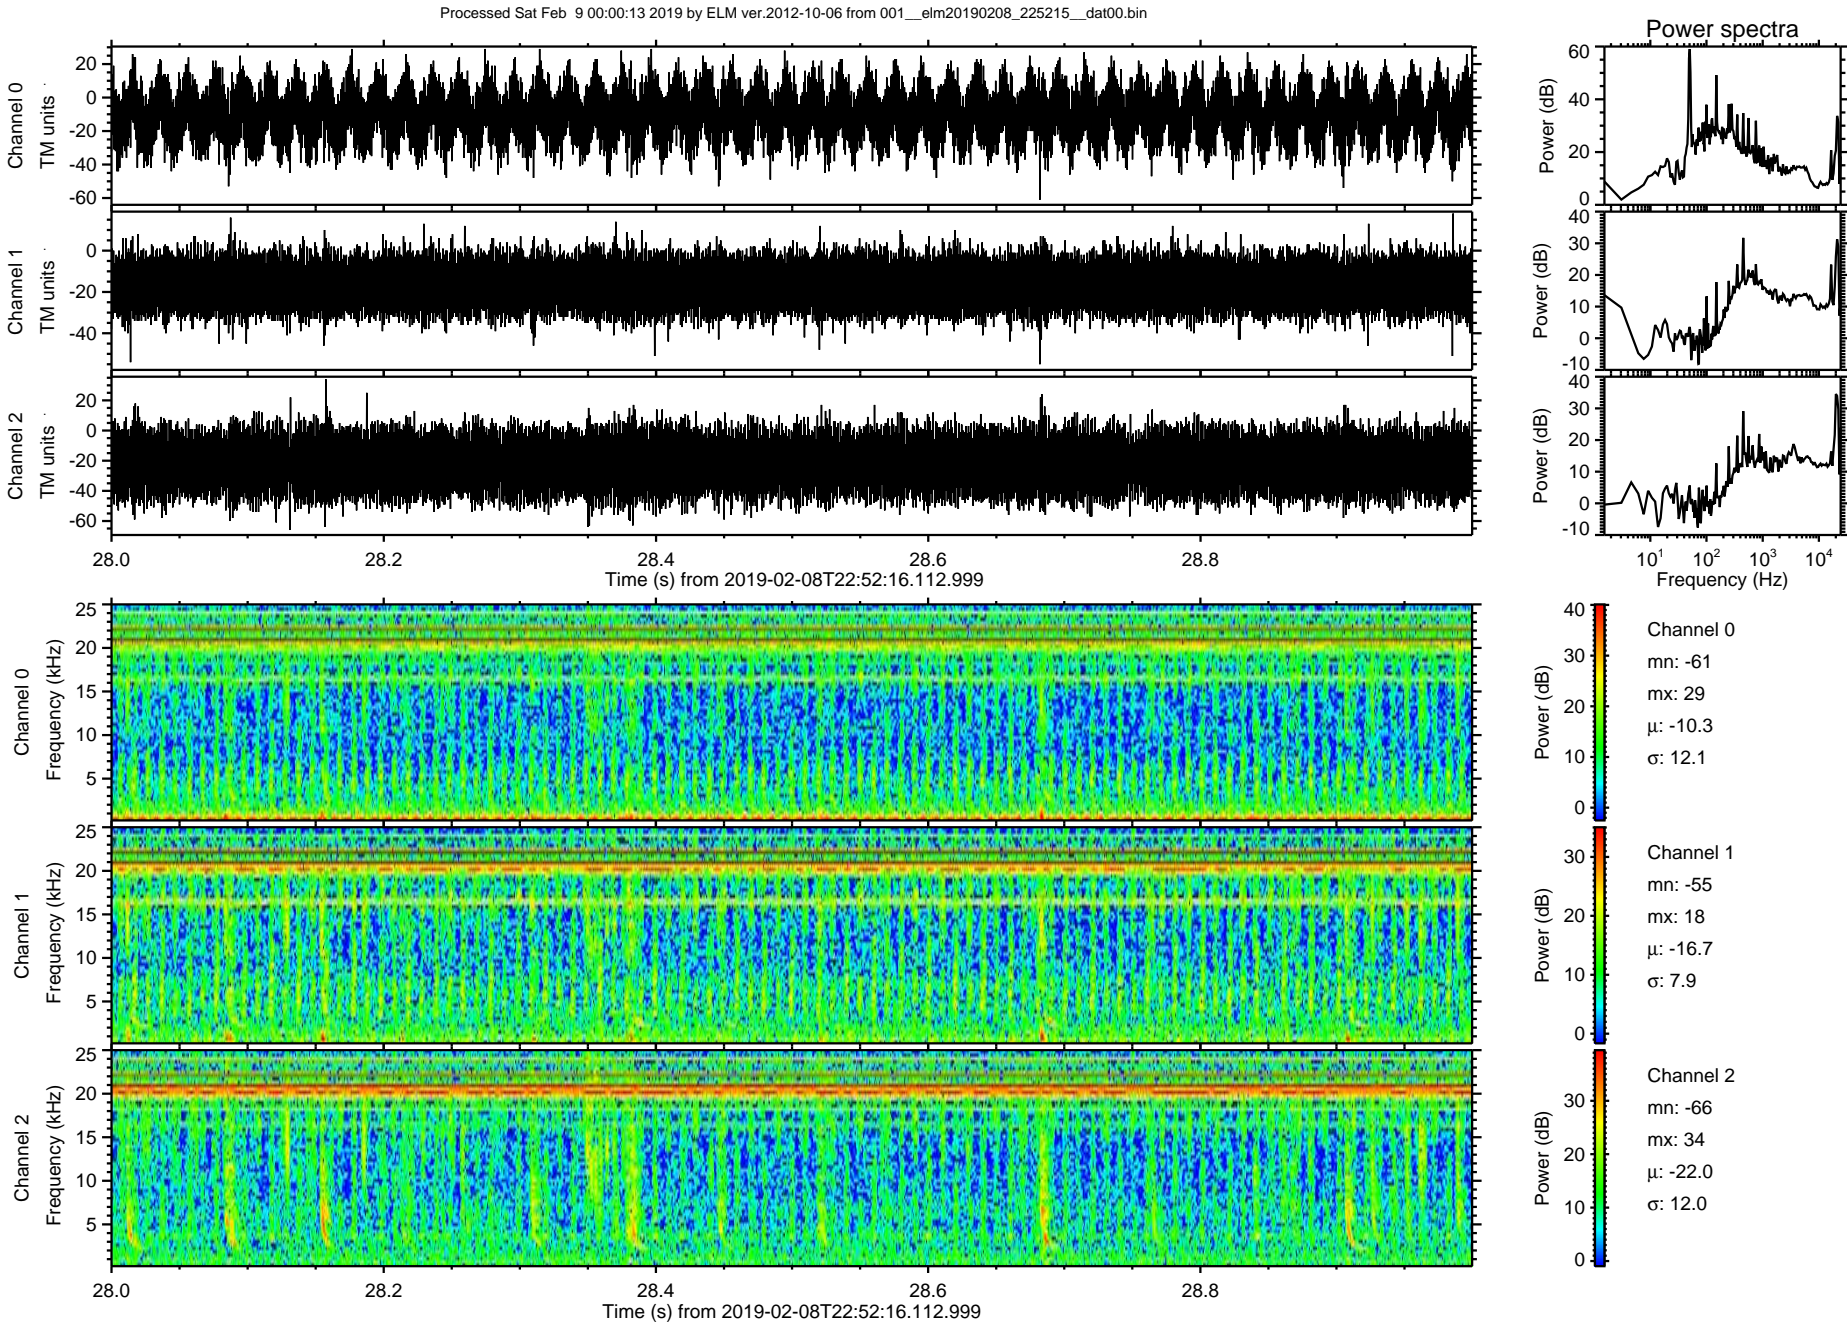 Processed Sat Feb  9 00:00:13 2019 by ELM ver.2012-10-06 from 001__elm20190208_225215__dat00.bin
Power spectra
Channel 0
TM units
20
0
-20
-40
-60
Power (dB)
60
40
20
0
Channel 1
TM units
0
-20
-40
Power (dB)
40
30
20
10
0
-10
Channel 2
TM units
20
0
-20
-40
-60
Power (dB)
40
30
20
10
0
-10
28.0 28.2 28.4 28.6 28.8
Time (s) from 2019-02-08T22:52:16.112.999
10¹ 10² 10³ 10⁴
Frequency (Hz)
Channel 0
Frequency (kHz)
25
20
15
10
5
Power (dB)
40
30
20
10
0
Channel 0
mn: -61
mx: 29
µ: -10.3
σ: 12.1
Channel 1
Frequency (kHz)
25
20
15
10
5
Power (dB)
30
20
10
0
Channel 1
mn: -55
mx: 18
µ: -16.7
σ: 7.9
Channel 2
Frequency (kHz)
25
20
15
10
5
Power (dB)
30
20
10
0
Channel 2
mn: -66
mx: 34
µ: -22.0
σ: 12.0
28.0 28.2 28.4 28.6 28.8
Time (s) from 2019-02-08T22:52:16.112.999